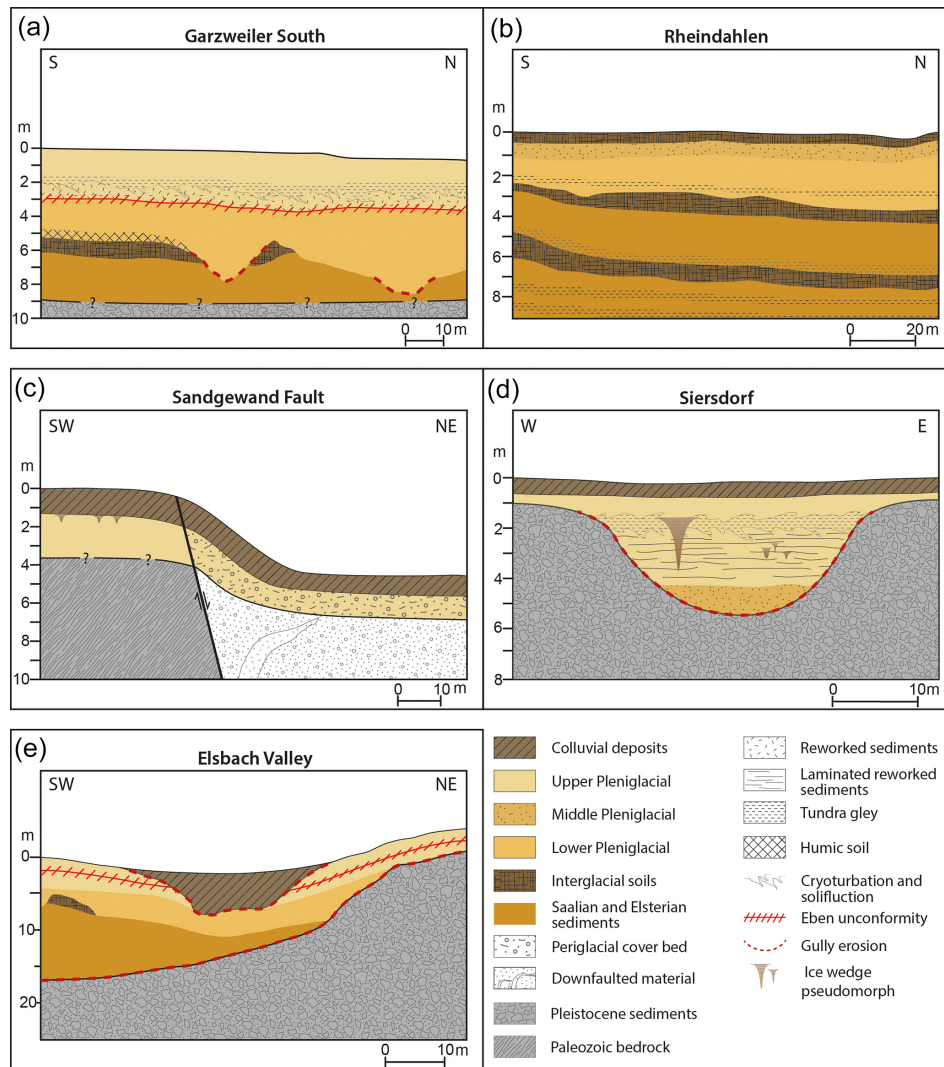 (a)
Garzweiler South
S
N
m
0
2
4
6
8
10
?
?
?
?
0
10 m
(b)
Rheindahlen
S
N
m
0
2
4
6
8
0
20 m
(c)
Sandgewand Fault
SW
NE
m
0
2
4
6
8
10
?
?
0
10 m
(d)
Siersdorf
W
E
m
0
2
4
6
8
0
10m
(e)
Elsbach Valley
SW
NE
m
0
10
20
0
10m
Colluvial deposits
Upper Pleniglacial
Middle Pleniglacial
Lower Pleniglacial
Interglacial soils
Saalian and Elsterian
sediments
Periglacial cover bed
Downfaulted material
Pleistocene sediments
Paleozoic bedrock
Reworked sediments
Laminated reworked
sediments
Tundra gley
Humic soil
Cryoturbation and
solifluction
Eben unconformity
Gully erosion
Ice wedge
pseudomorph